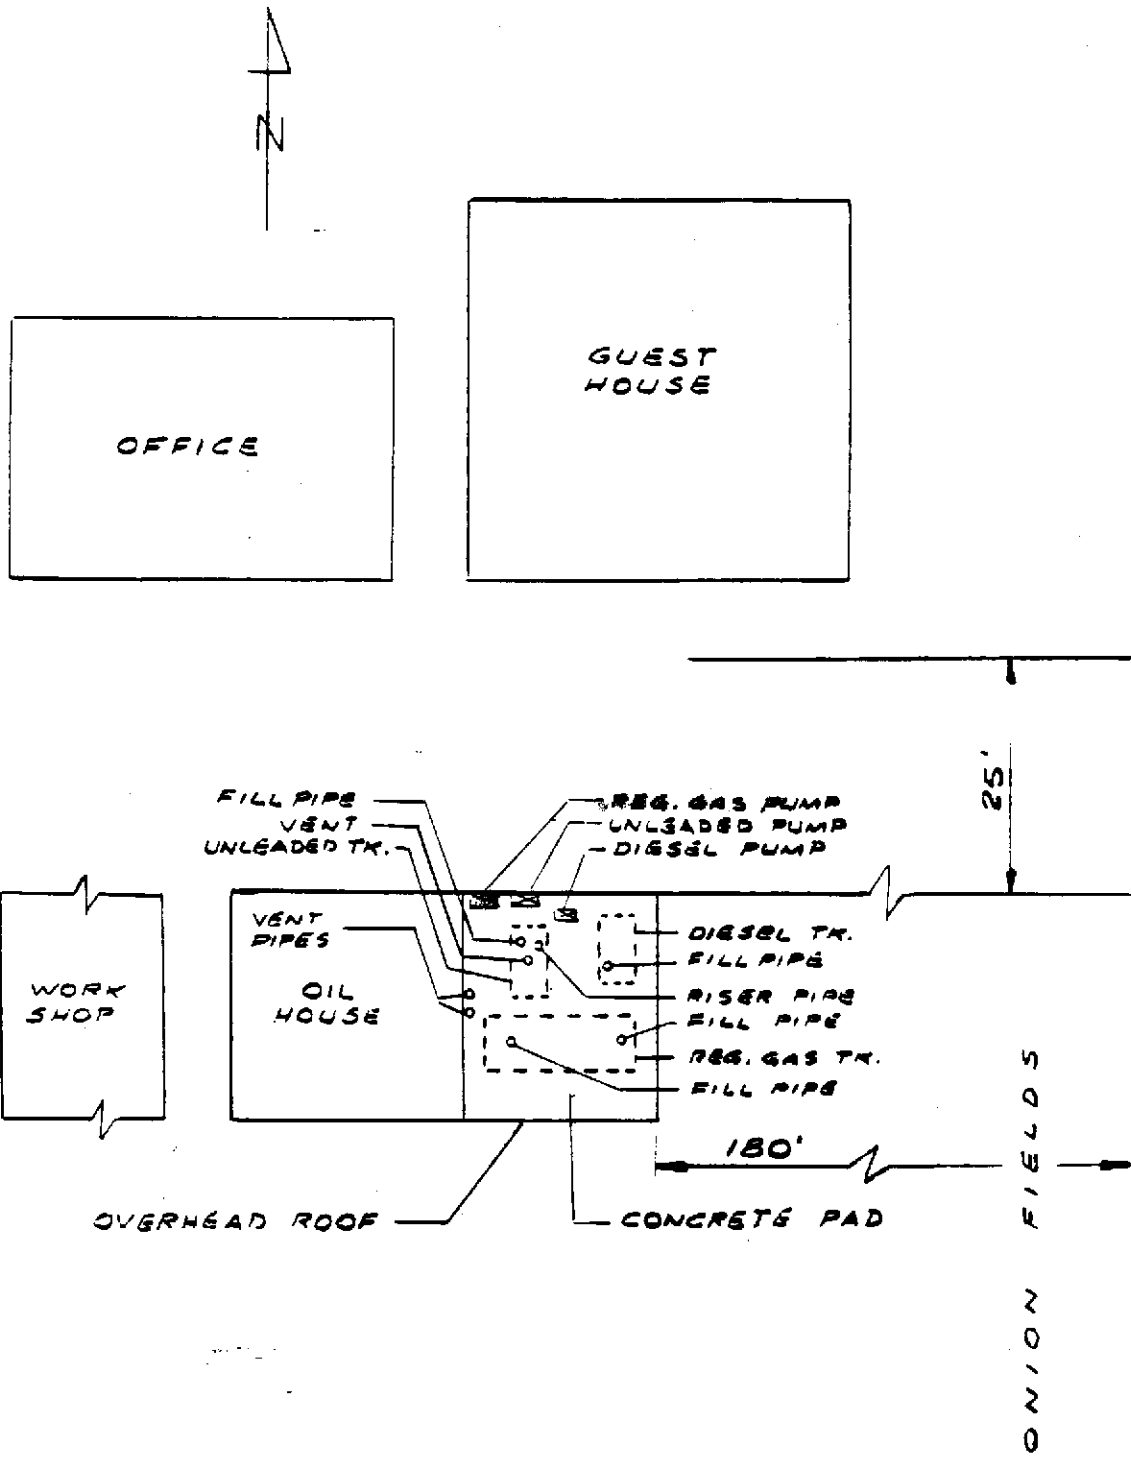 N
GUEST
HOUSE
OFFICE
25'
FILL PIPE
VENT
UNLEADED TK.
REG. GAS PUMP
UNLEADED PUMP
DIESEL PUMP
VENT
PIPES
DIESEL TK.
FILL PIPE
WORK
SHOP
OIL
HOUSE
RISER PIPE
FILL PIPE
REG. GAS TK.
FILL PIPE
180'
OVERHEAD ROOF
CONCRETE PAD
ONION FIELDS